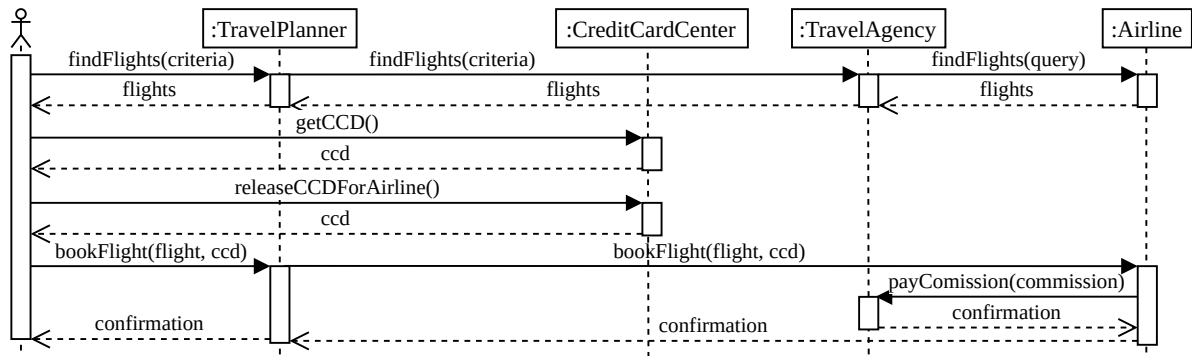 :TravelPlanner :CreditCardCenter :TravelAgency :Airline
findFlights(criteria) findFlights(criteria) findFlights(query)
flights flights flights
getCCD()
ccd
releaseCCDForAirline()
ccd
bookFlight(flight, ccd) bookFlight(flight, ccd)
payComission(commission)
confirmation
confirmation confirmation